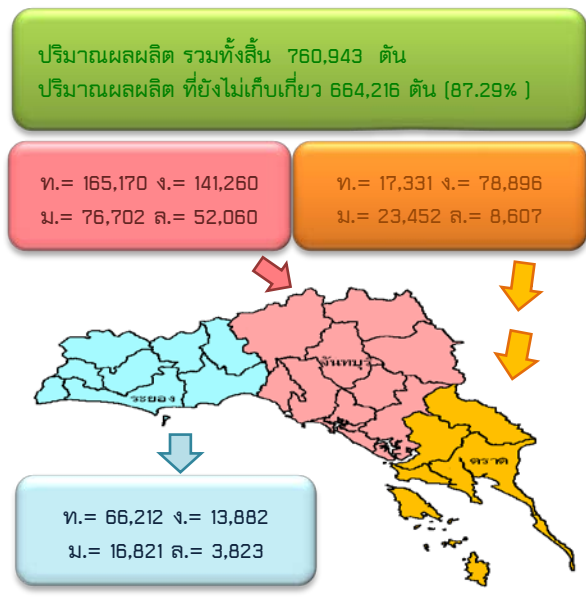 ปริมาณผลผลิต รวมทั้งสิ้น 760,943 ตัน
ปริมาณผลผลิต ที่ยังไม่เก็บเกี่ยว 664,216 ตัน (87.29% )
ท.= 165,170 ง.= 141,260
ม.= 76,702 ล.= 52,060
ท.= 17,331 ง.= 78,896
ม.= 23,452 ล.= 8,607
จันทบุรี
ระยอง
ตราด
ท.= 66,212 ง.= 13,882
ม.= 16,821 ล.= 3,823